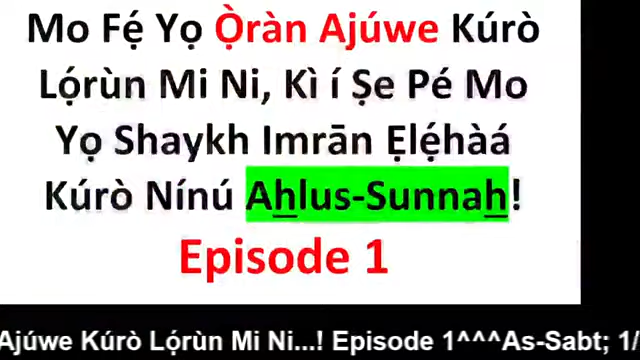 Mo Fẹ́ Yọ Ọ̀ràn Ajúwe Kúrò
Lọ́rùn Mi Ni, Kì í Ṣe Pé Mo
Yọ Shaykh Imrān Ẹlẹ́hàá
Kúrò Nínú Ahlus-Sunnah!
Episode 1
Ajúwe Kúrò Lọ́rùn Mi Ni...! Episode 1^^^As-Sabt; 1/